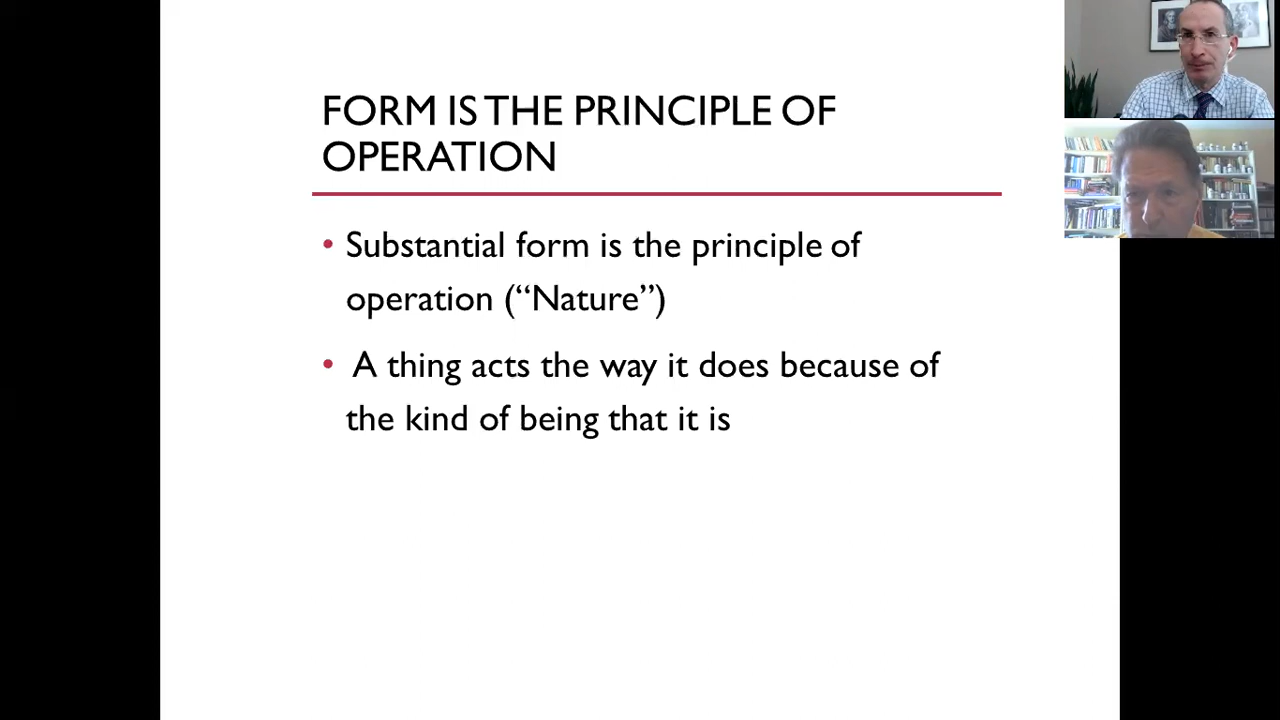 FORM IS THE PRINCIPLE OF
OPERATION
• Substantial form is the principle of
operation (“Nature”)
• A thing acts the way it does because of
the kind of being that it is